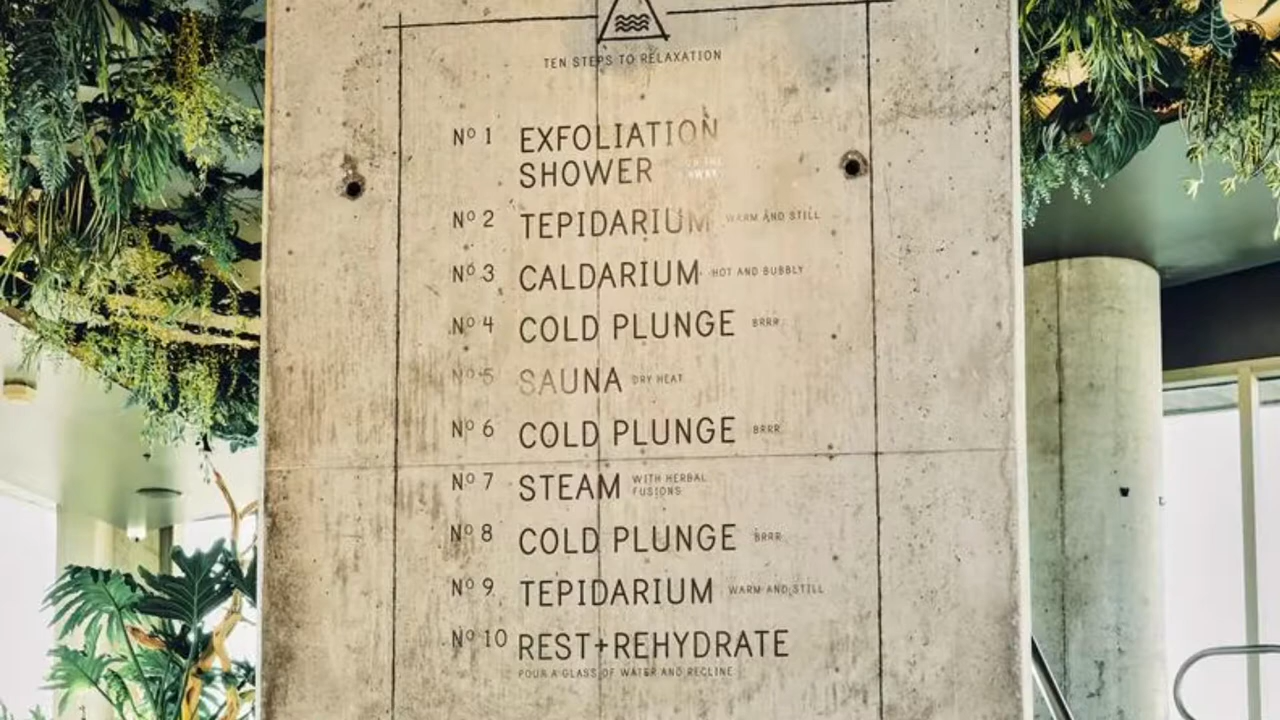 TEN STEPS TO RELAXATION
Nº 1 EXFOLIATION
SHOWER
Nº 2 TEPIDARIUM WARM AND STILL
Nº 3 CALDARIUM HOT AND BUBBLY
Nº 4 COLD PLUNGE BRRR
Nº 5 SAUNA DRY HEAT
Nº 6 COLD PLUNGE BRRR
Nº 7 STEAM WITH HERBAL
FUSIONS
Nº 8 COLD PLUNGE BRRR
Nº 9 TEPIDARIUM WARM AND STILL
Nº 10 REST+REHYDRATE
POUR A GLASS OF WATER AND RECLINE